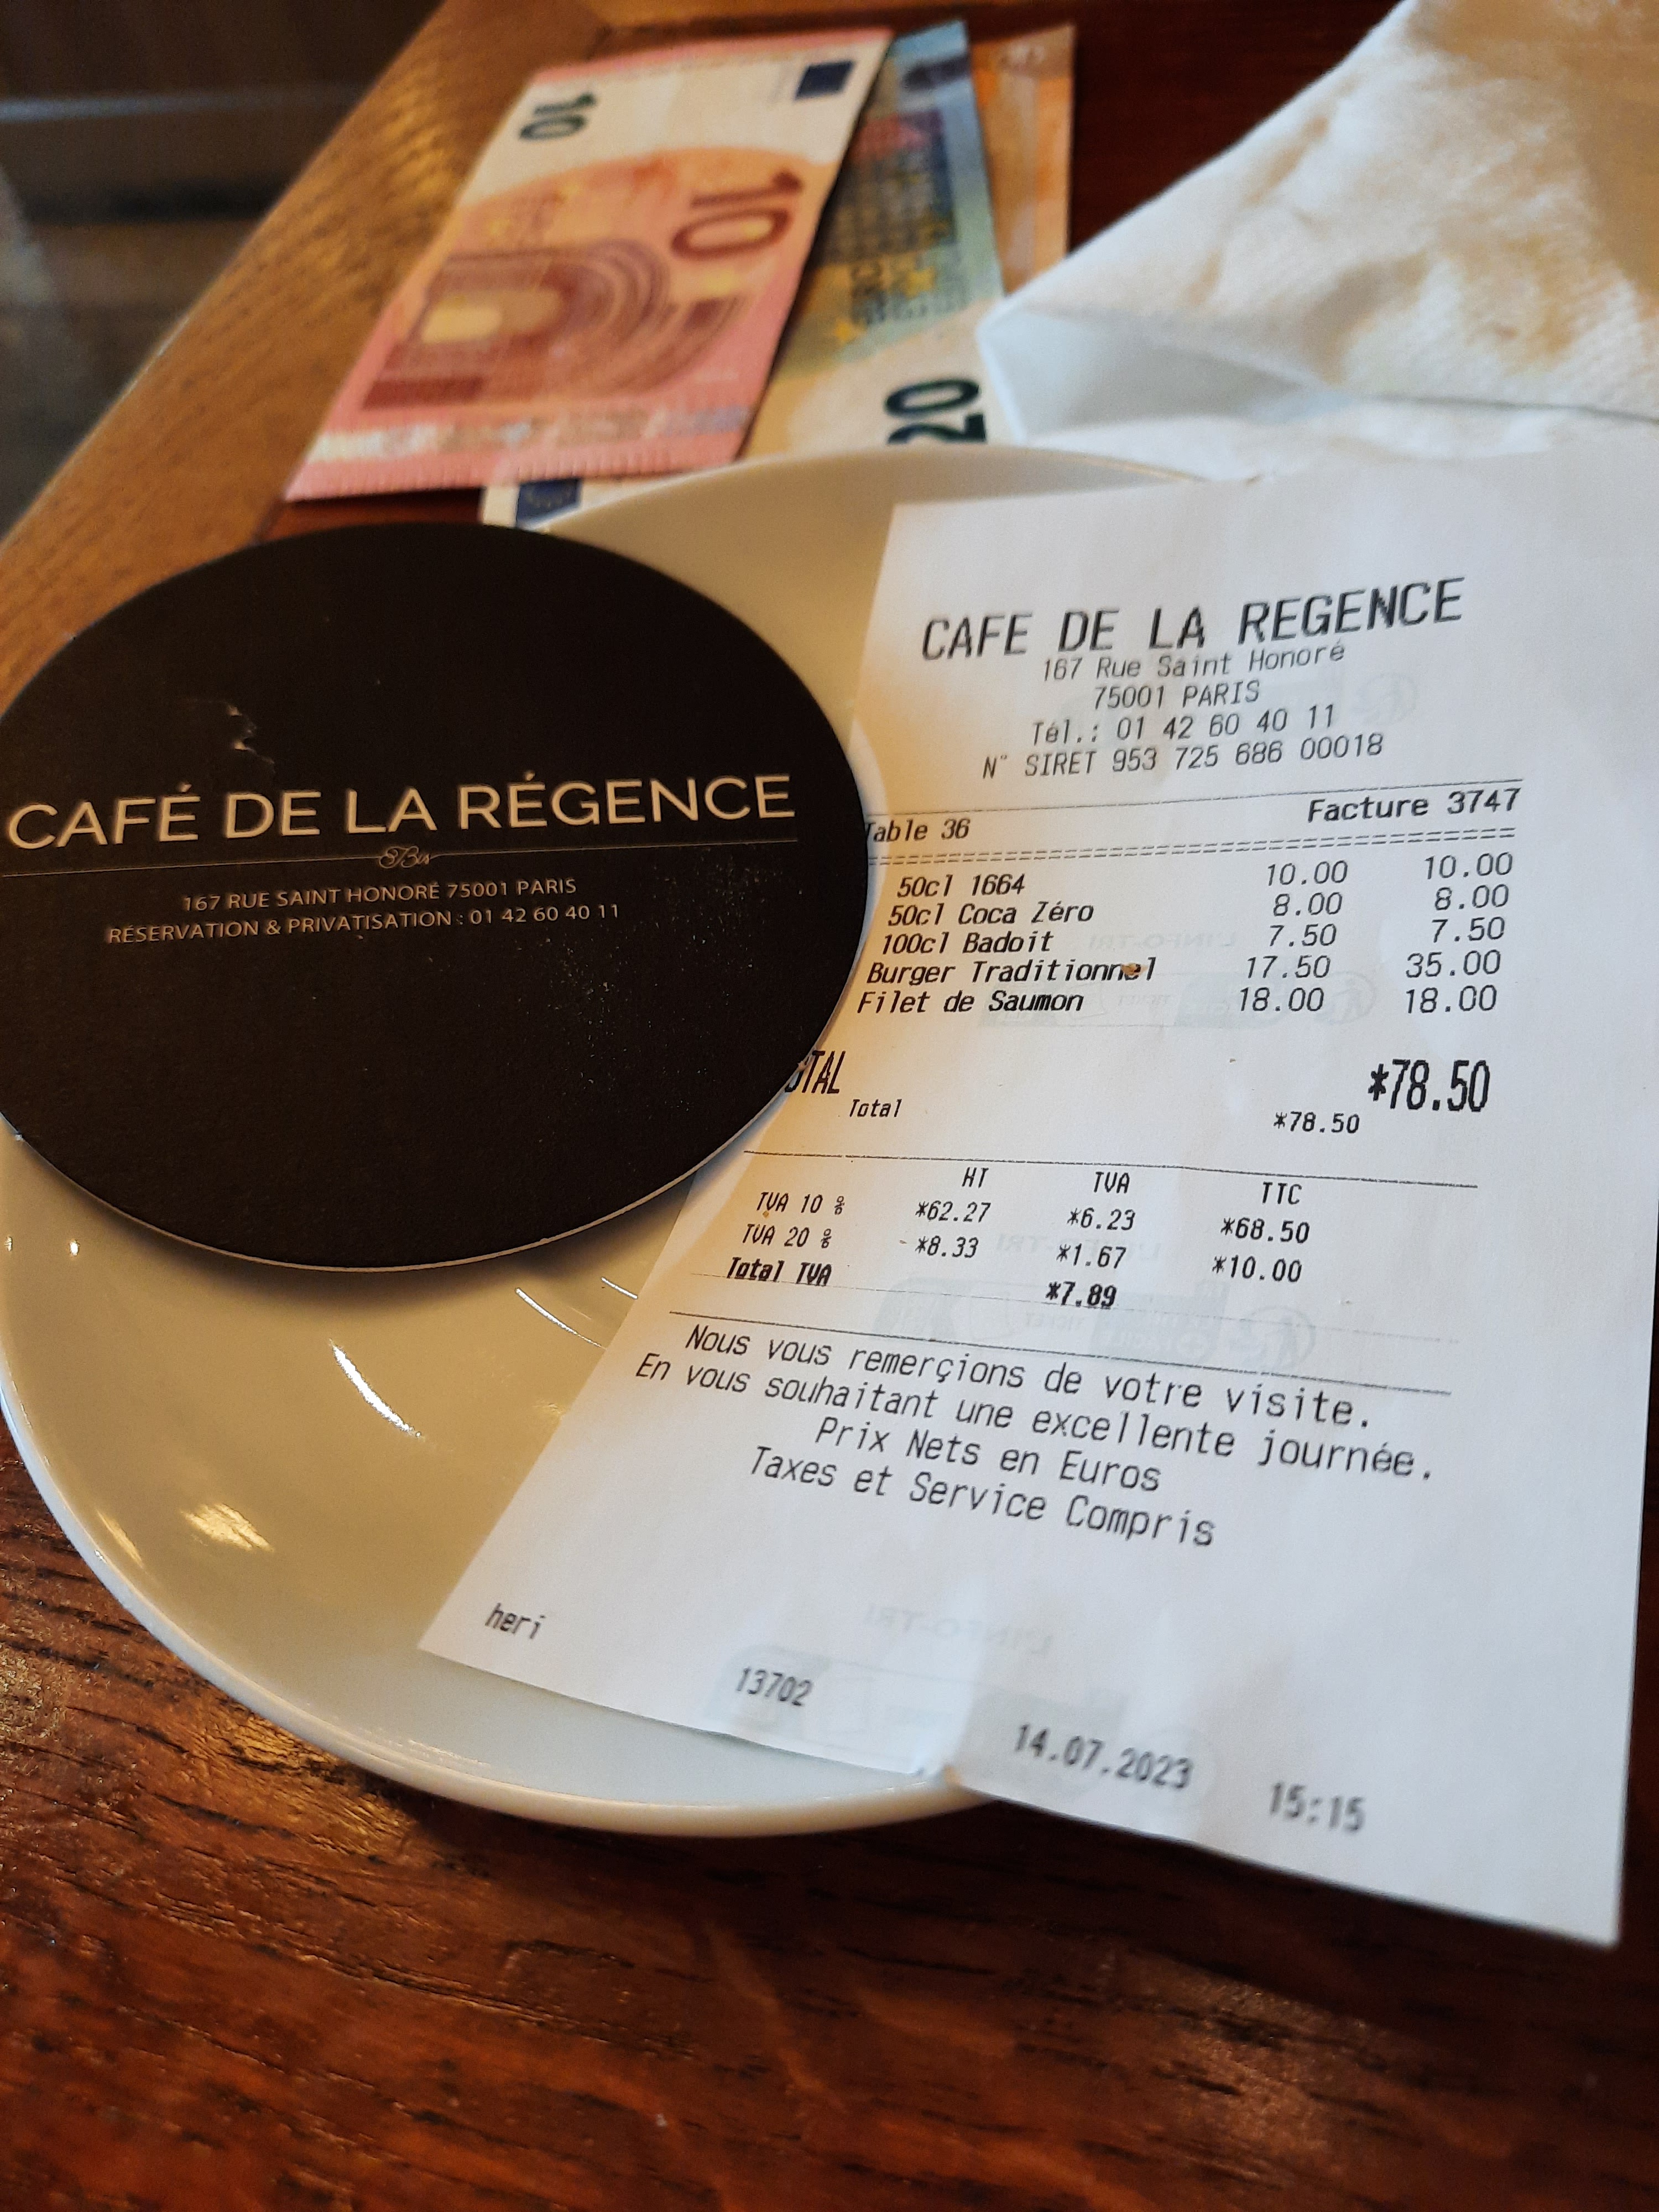 10
10
20
CAFÉ DE LA RÉGENCE
Bis
167 RUE SAINT HONORÉ 75001 PARIS
RÉSERVATION & PRIVATISATION : 01 42 60 40 11
CAFE DE LA REGENCE
167 Rue Saint Honoré
75001 PARIS
Tél.: 01 42 60 40 11
N° SIRET 953 725 686 00018
Table 36 Facture 3747
50cl 1664 10.00 10.00
50cl Coca Zéro 8.00 8.00
100cl Badoit 7.50 7.50
Burger Traditionnel 17.50 35.00
Filet de Saumon 18.00 18.00
OTAL *78.50
Total *78.50
HT TVA TTC
TVA 10 % *62.27 *6.23 *68.50
TVA 20 % *8.33 *1.67 *10.00
Total TVA *7.89
Nous vous remerçions de votre visite.
En vous souhaitant une excellente journée.
Prix Nets en Euros
Taxes et Service Compris
heri 13702 14.07.2023 15:15